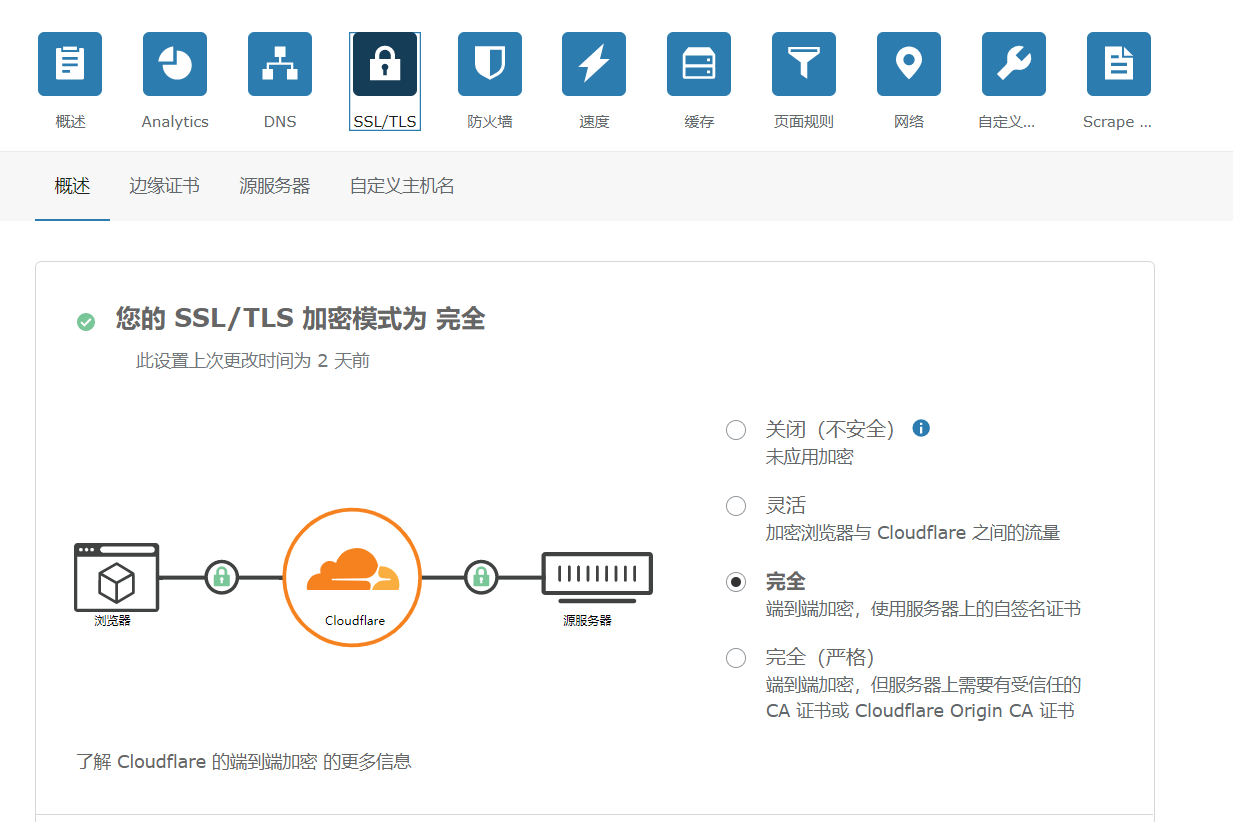 概述
Analytics
DNS
SSL/TLS
防火墙
速度
缓存
页面规则
网络
自定义...
Scrape ...
概述
边缘证书
源服务器
自定义主机名
您的 SSL/TLS 加密模式为 完全
此设置上次更改时间为 2 天前
关闭（不安全）
未应用加密
灵活
加密浏览器与 Cloudflare 之间的流量
完全
端到端加密，使用服务器上的自签名证书
完全（严格）
端到端加密，但服务器上需要有受信任的
CA 证书或 Cloudflare Origin CA 证书
浏览器
Cloudflare
源服务器
了解 Cloudflare 的端到端加密 的更多信息